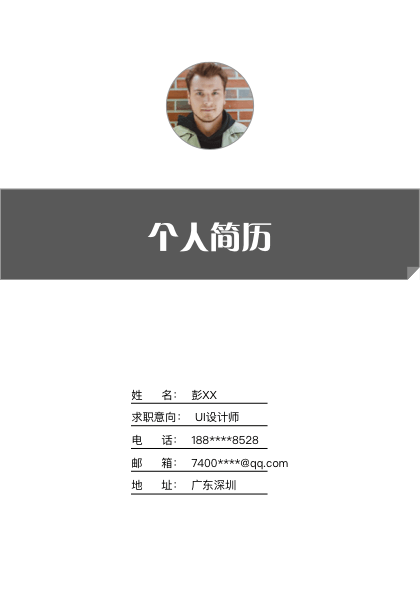 个人简历
姓 名： 彭XX
求职意向： UI设计师
电 话： 188****8528
邮 箱： 7400****@qq.com
地 址： 广东深圳